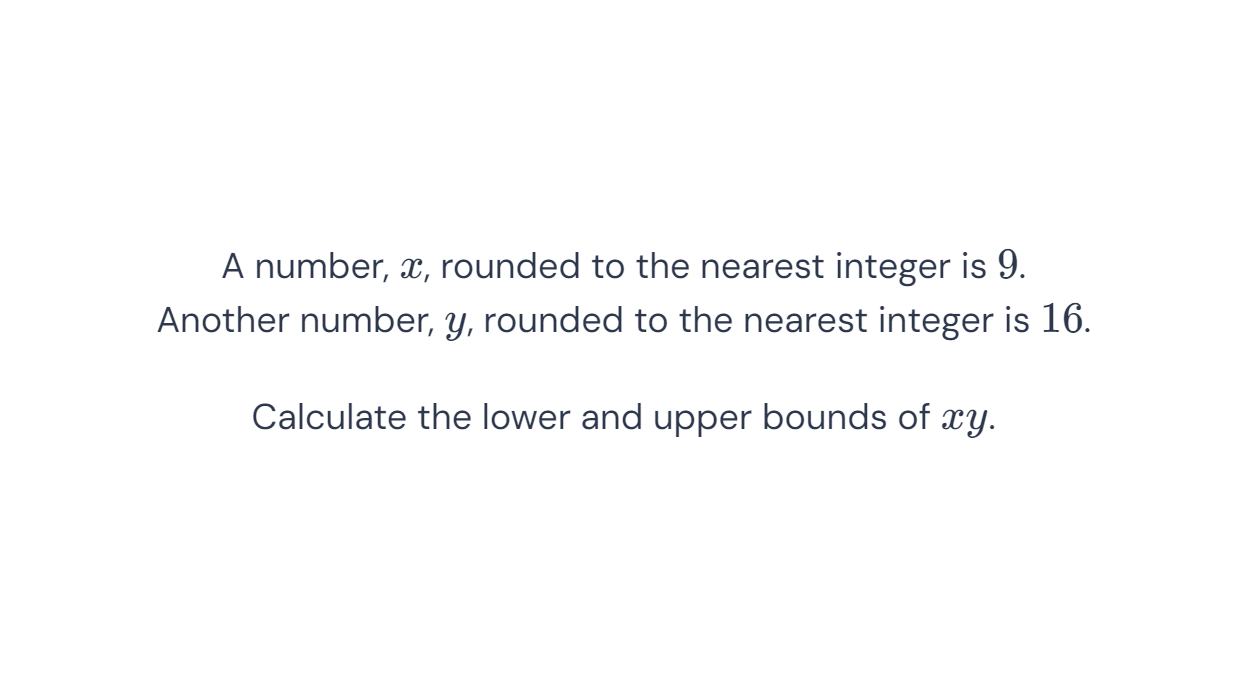 A number, x, rounded to the nearest integer is 9.
Another number, y, rounded to the nearest integer is 16.
Calculate the lower and upper bounds of xy.